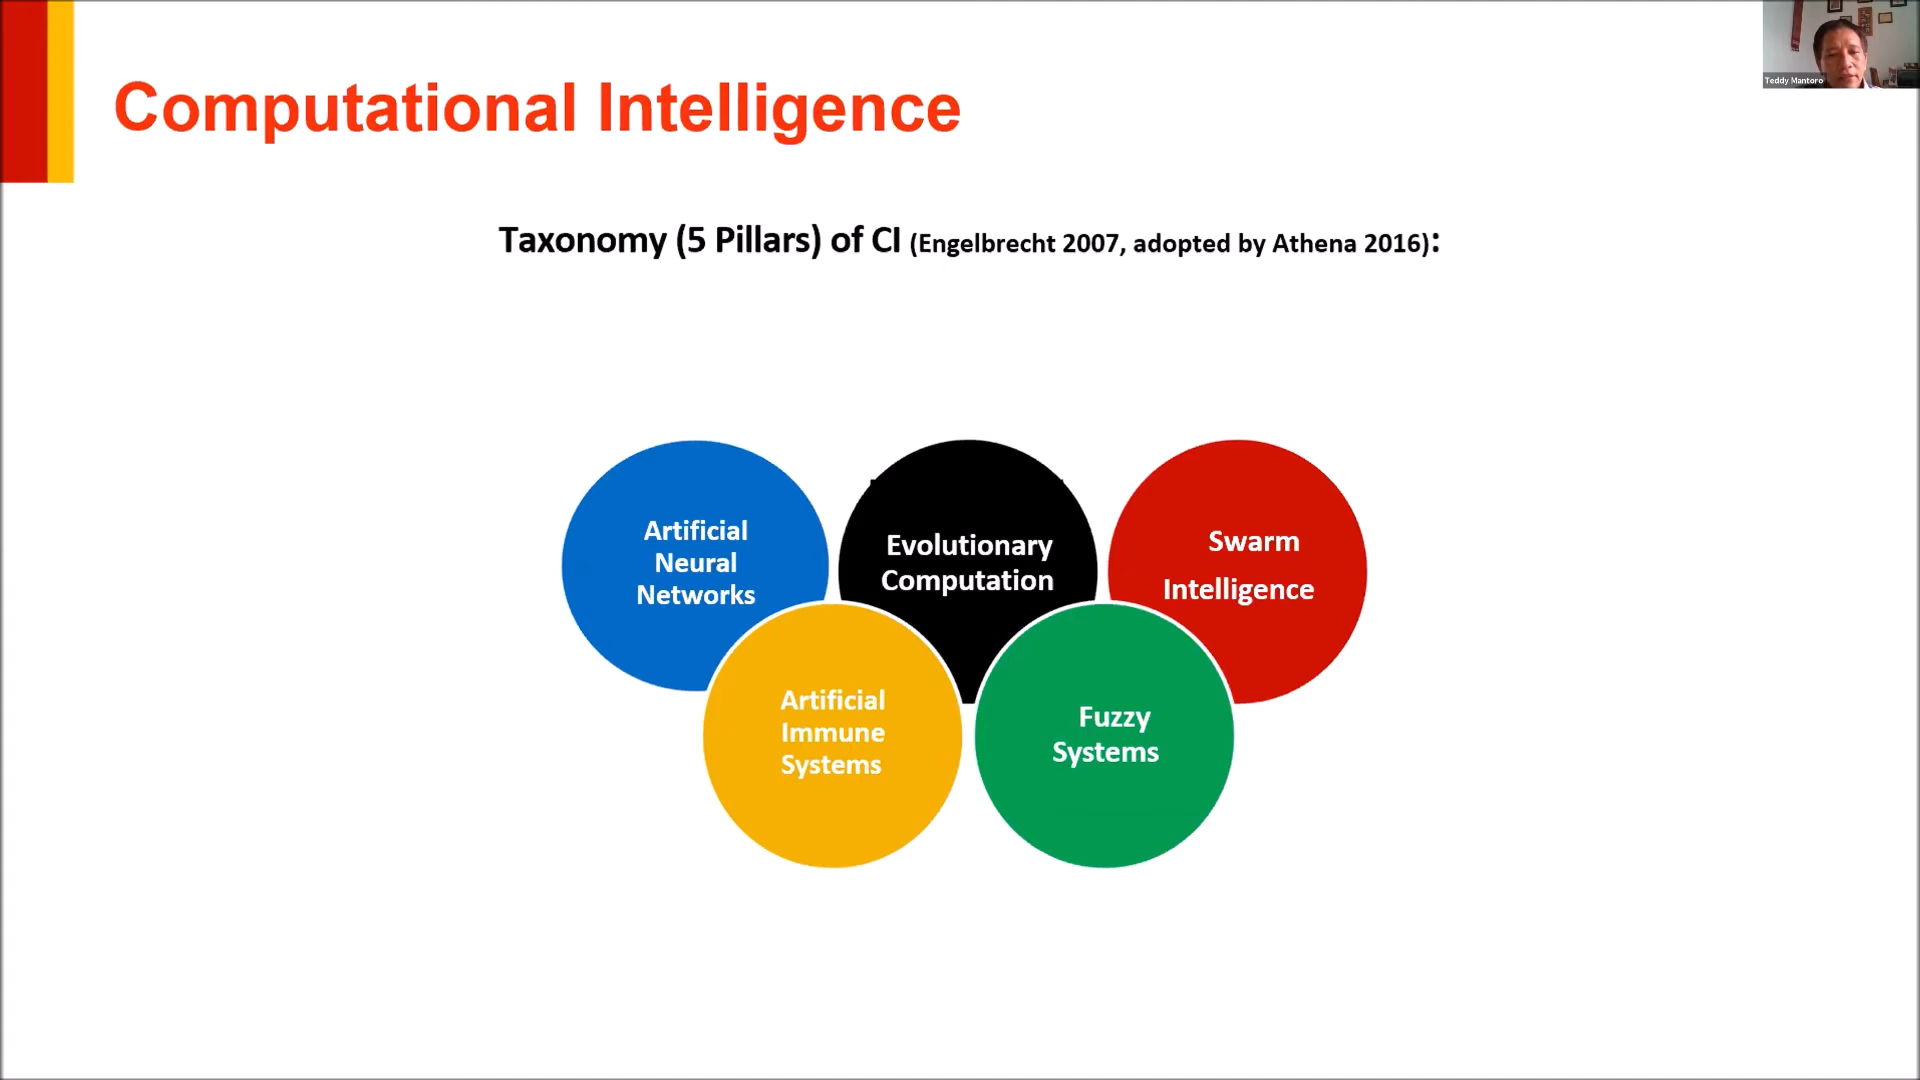 Teddy Mantoro
Computational Intelligence
Taxonomy (5 Pillars) of CI (Engelbrecht 2007, adopted by Athena 2016):
Artificial
Neural
Networks
Evolutionary
Computation
Swarm
Intelligence
Artificial
Immune
Systems
Fuzzy
Systems